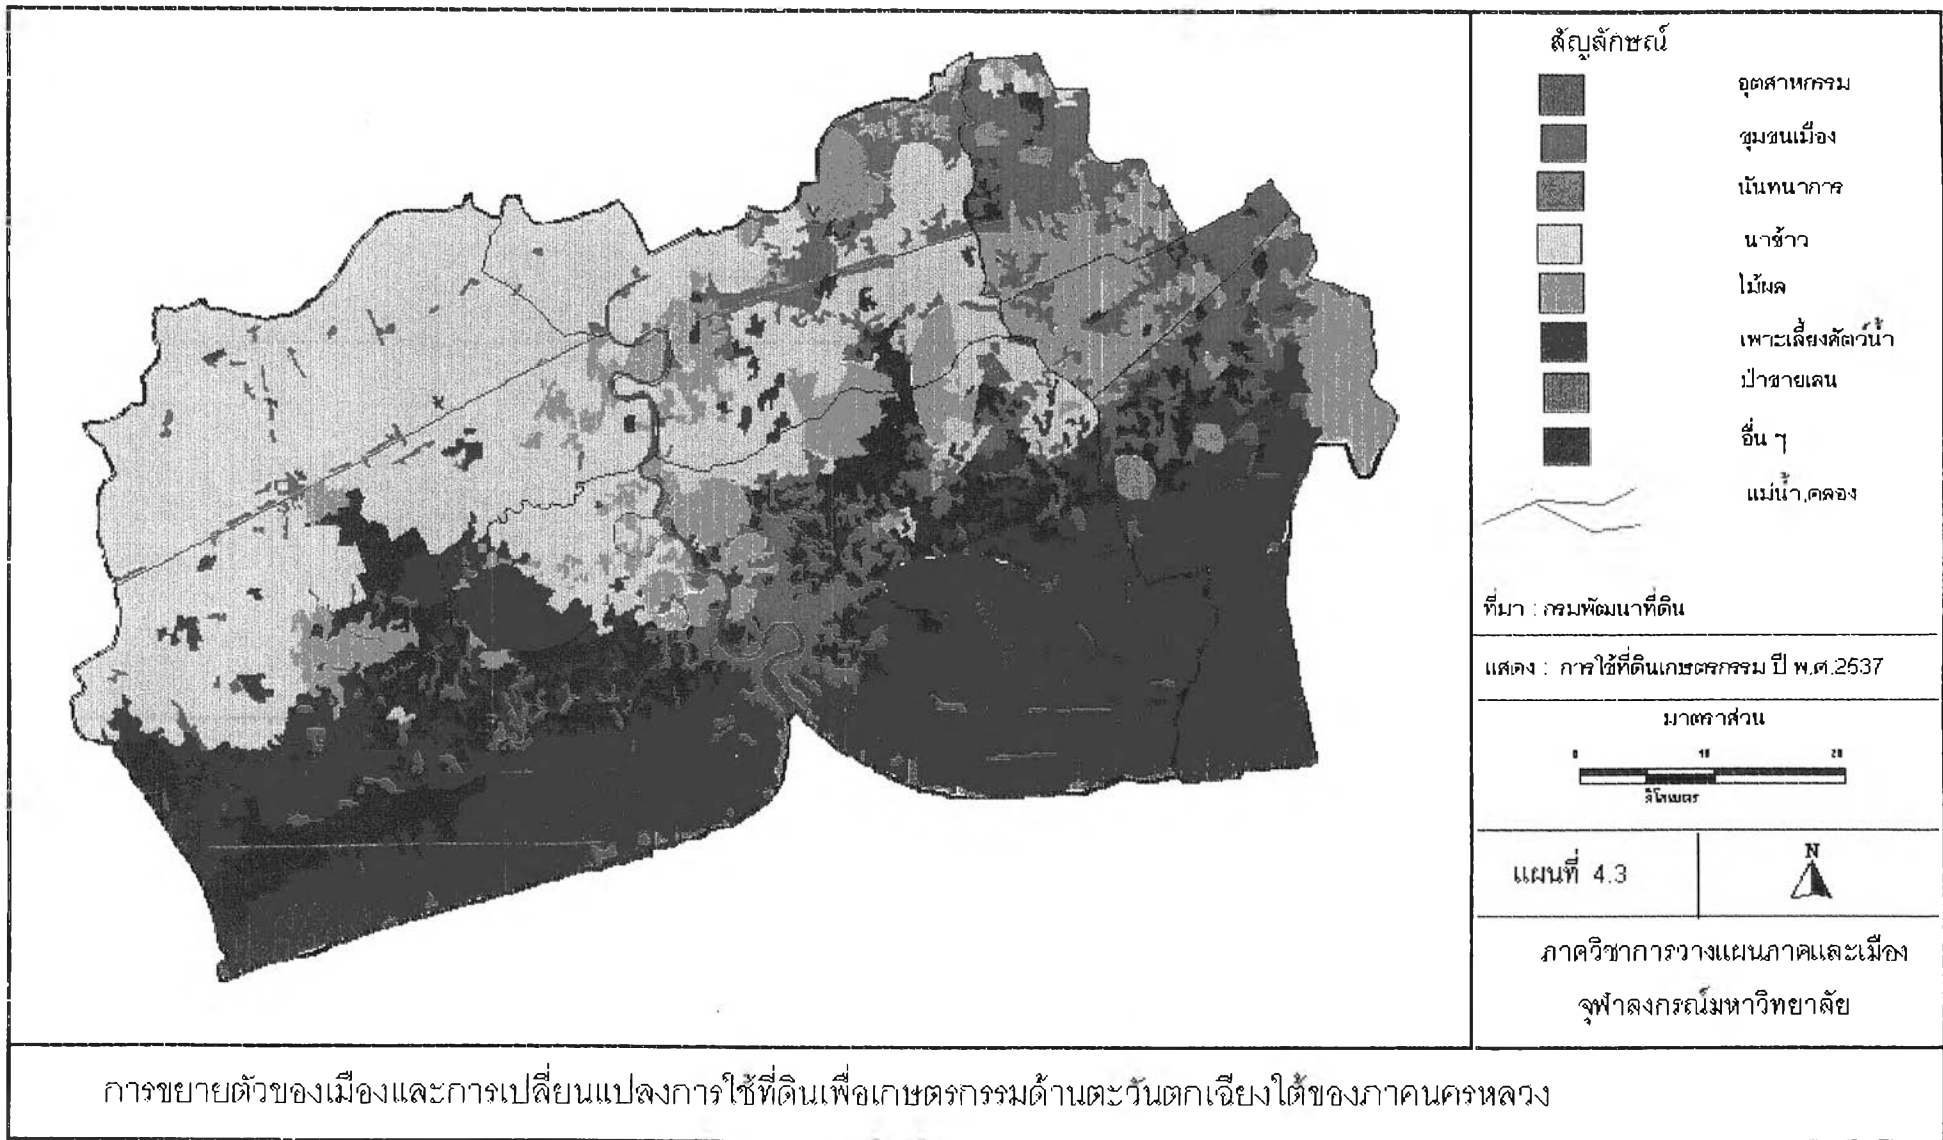 สัญลักษณ์
อุตสาหกรรม
ชุมชนเมือง
นันทนาการ
นาข้าว
ไม้ผล
เพาะเลี้ยงสัตว์น้ำ
ป่าชายเลน
อื่น ๆ
แม่น้ำ,คลอง
ที่มา : กรมพัฒนาที่ดิน
แสดง : การใช้ที่ดินเกษตรกรรม ปี พ.ศ.2537
มาตราส่วน
0 10 20
กิโลเมตร
แผนที่ 4.3
N
ภาควิชาการวางแผนภาคและเมือง
จุฬาลงกรณ์มหาวิทยาลัย
การขยายตัวของเมืองและการเปลี่ยนแปลงการใช้ที่ดินเพื่อเกษตรกรรมด้านตะวันตกเฉียงใต้ของภาคนครหลวง